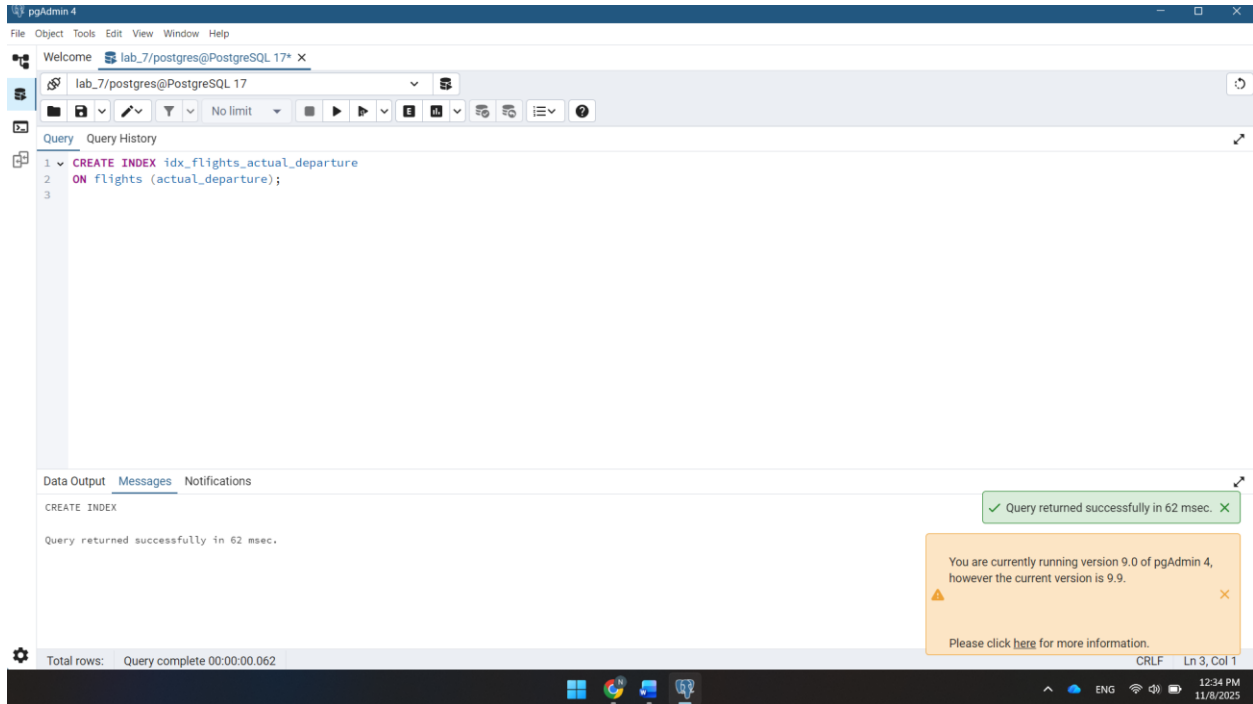 pgAdmin 4
File Object Tools Edit View Window Help
Welcome lab_7/postgres@PostgreSQL 17* X
lab_7/postgres@PostgreSQL 17
No limit
Query Query History
1 CREATE INDEX idx_flights_actual_departure
2 ON flights (actual_departure);
3
Data Output Messages Notifications
CREATE INDEX
Query returned successfully in 62 msec.
Query returned successfully in 62 msec.
You are currently running version 9.0 of pgAdmin 4,
however the current version is 9.9.
Please click here for more information.
Total rows: Query complete 00:00:00.062
CRLF Ln 3, Col 1
ENG
12:34 PM
11/8/2025